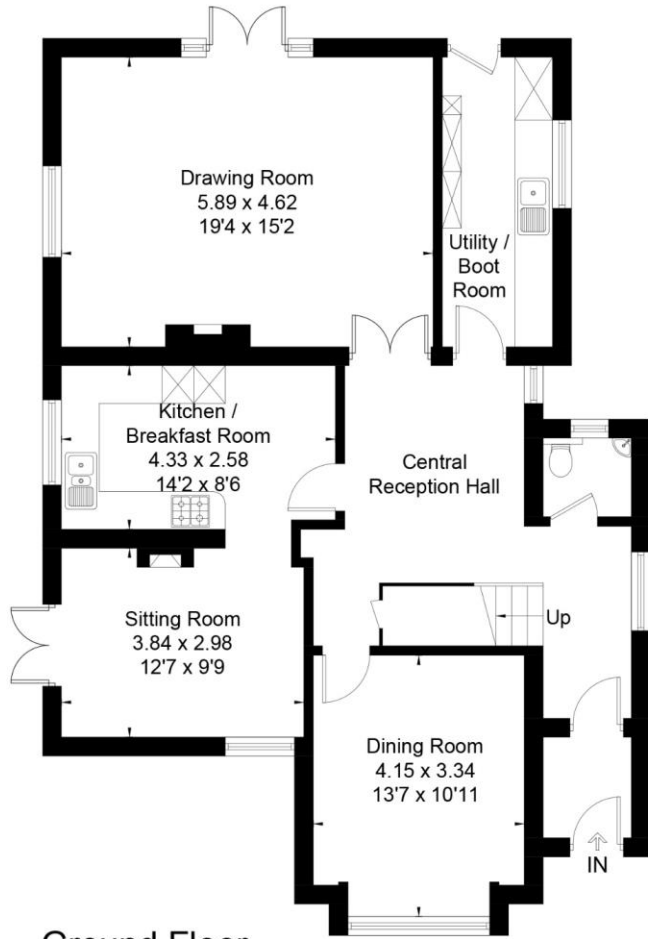 Drawing Room
5.89 x 4.62
19'4 x 15'2
Utility /
Boot
Room
Kitchen /
Breakfast Room
4.33 x 2.58
14'2 x 8'6
Central
Reception Hall
Sitting Room
3.84 x 2.98
12'7 x 9'9
Up
Dining Room
4.15 x 3.34
13'7 x 10'11
IN
Ground Floor